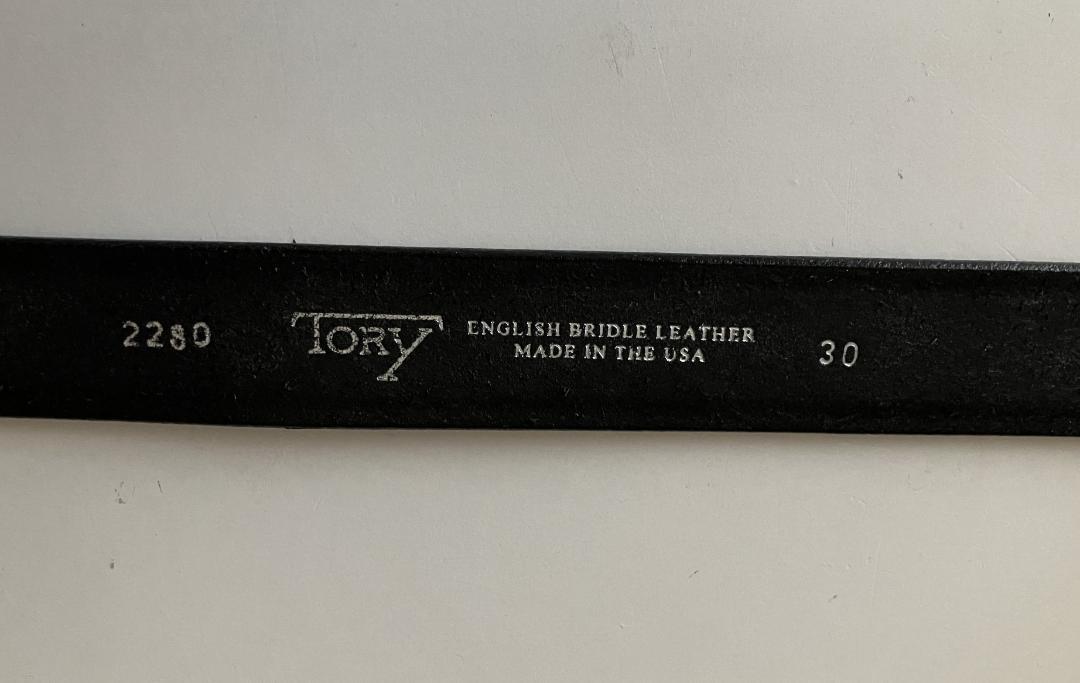 2280
TORY
ENGLISH BRIDLE LEATHER
MADE IN THE USA
30